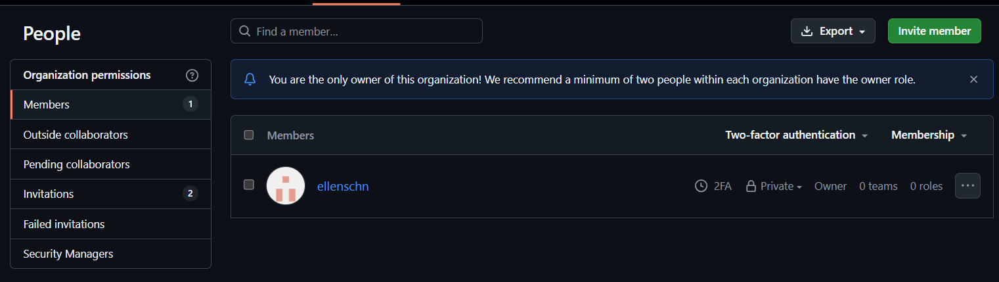 People
Find a member...
Export
Invite member
Organization permissions
Members 1
Outside collaborators
Pending collaborators
Invitations 2
Failed invitations
Security Managers
You are the only owner of this organization! We recommend a minimum of two people within each organization have the owner role.
Members Two-factor authentication Membership
ellenschn 2FA Private Owner 0 teams 0 roles